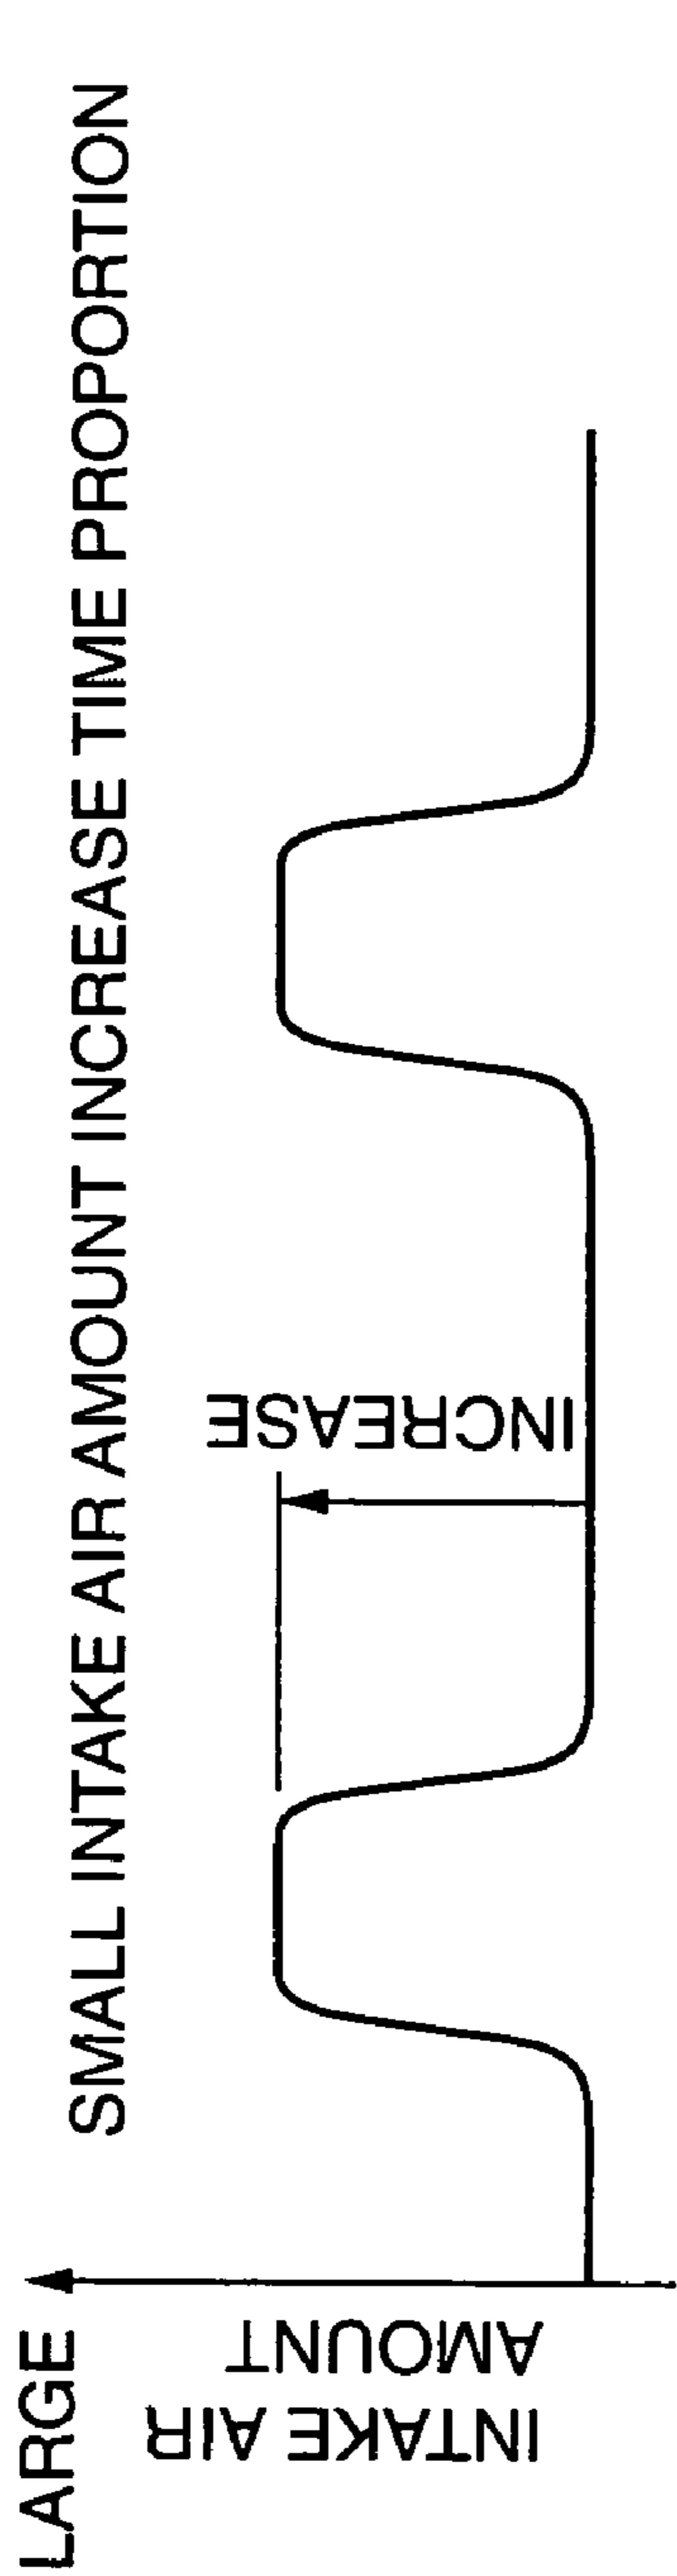 SMALL INTAKE AIR AMOUNT INCREASE TIME PROPORTION
LARGE
INTAKE AIR
AMOUNT
INCREASE